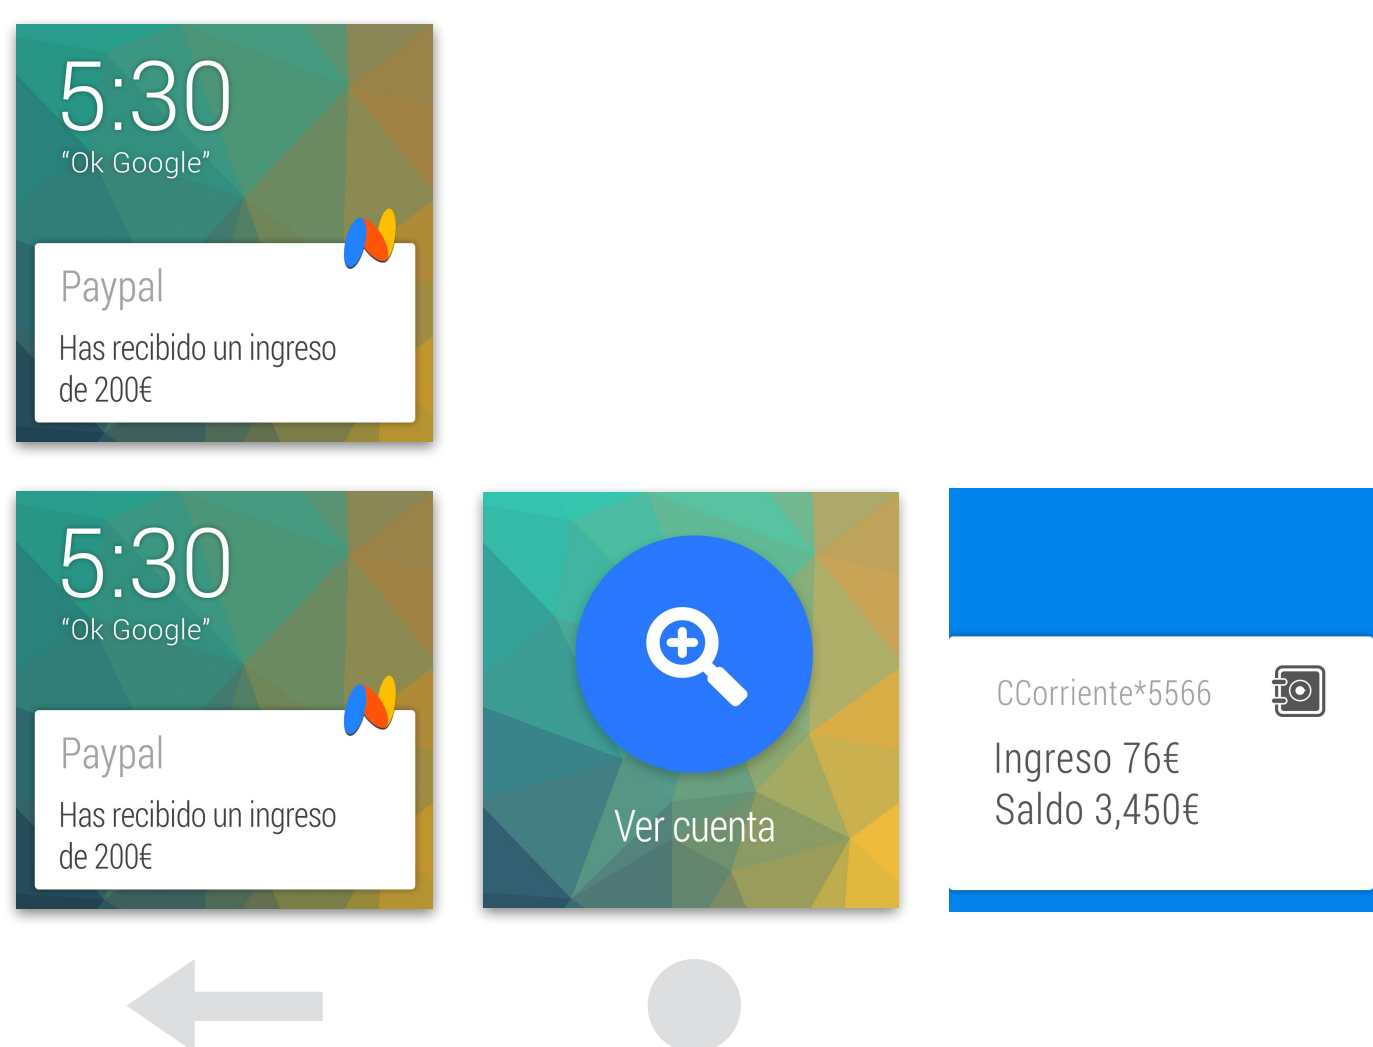 5:30
“Ok Google”
Paypal
Has recibido un ingreso
de 200€
5:30
“Ok Google”
Paypal
Has recibido un ingreso
de 200€
Ver cuenta
CCorriente*5566
Ingreso 76€
Saldo 3,450€